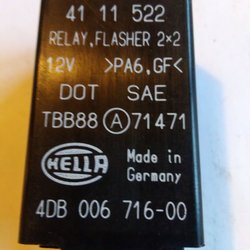 41 11 522
RELAY,FLASHER 2×2
12V >PA6,GF<
DOT SAE
TBB88 Ⓐ 71471
HELLA Made in
Germany
4DB 006 716-00